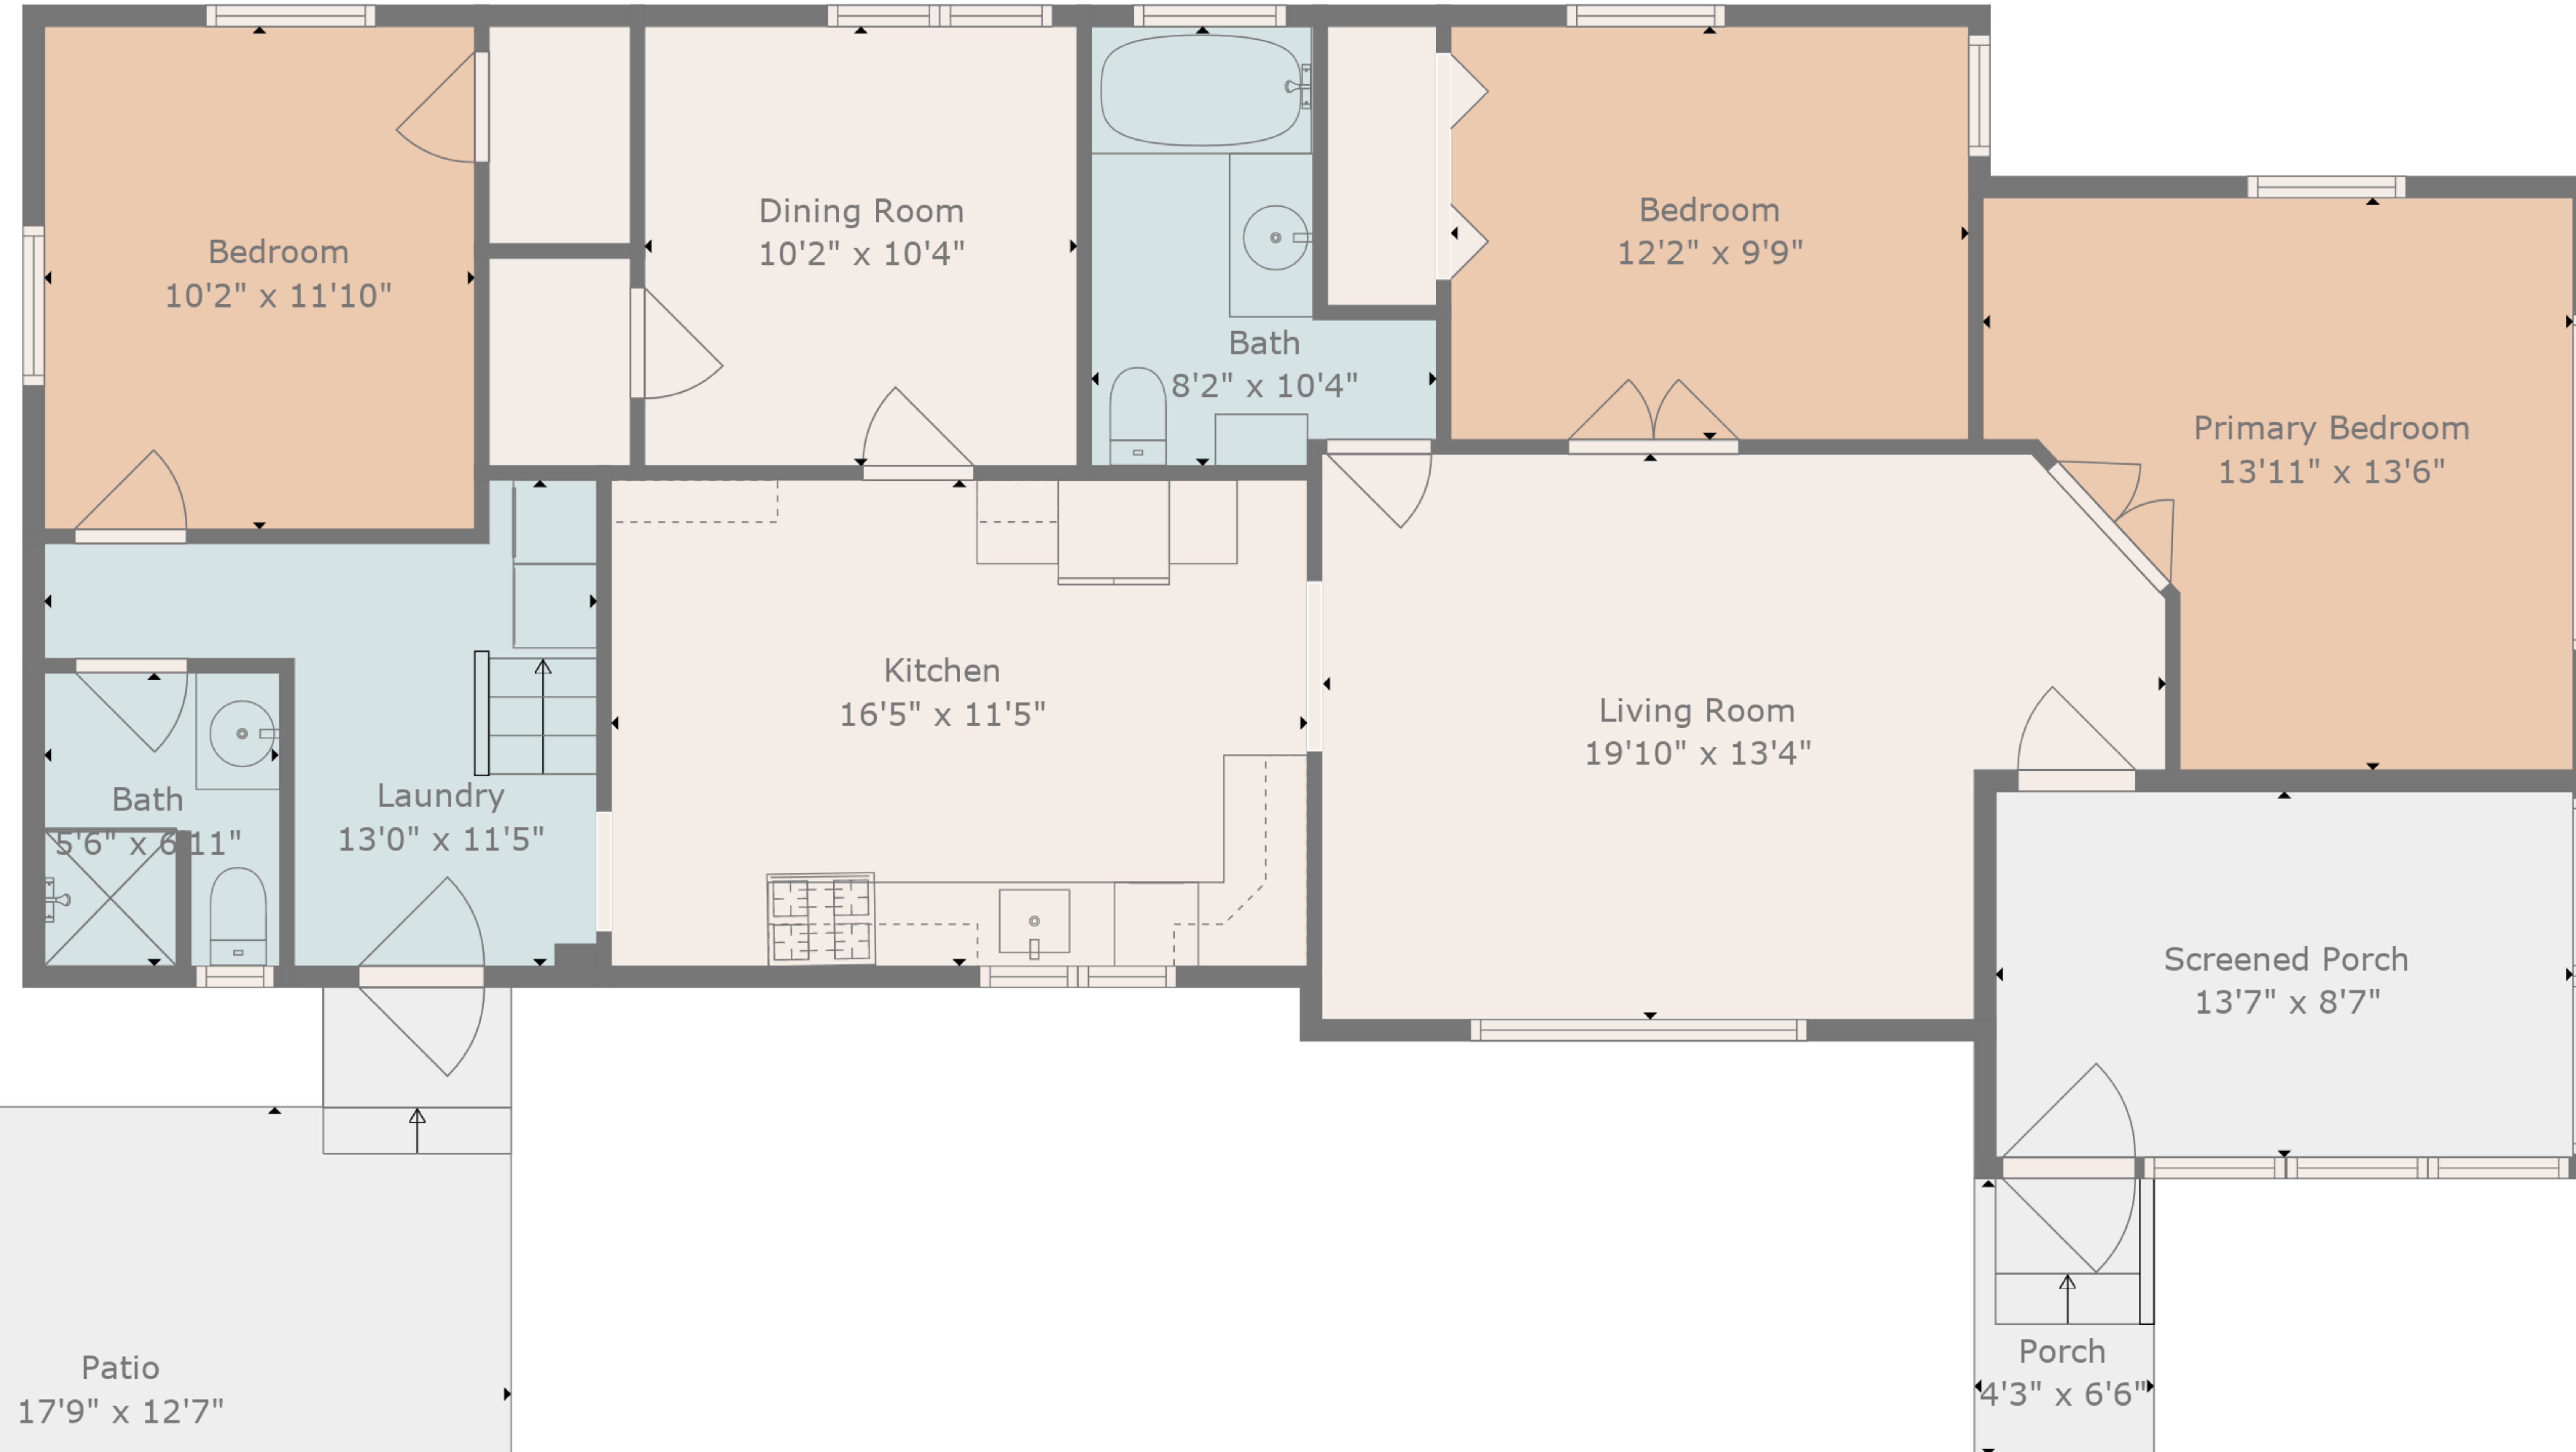 Bedroom
10'2" x 11'10"
Dining Room
10'2" x 10'4"
Bath
8'2" x 10'4"
Bedroom
12'2" x 9'9"
Primary Bedroom
13'11" x 13'6"
Kitchen
16'5" x 11'5"
Living Room
19'10" x 13'4"
Bath
5'6" x 6'11"
Laundry
13'0" x 11'5"
Screened Porch
13'7" x 8'7"
Patio
17'9" x 12'7"
Porch
4'3" x 6'6"